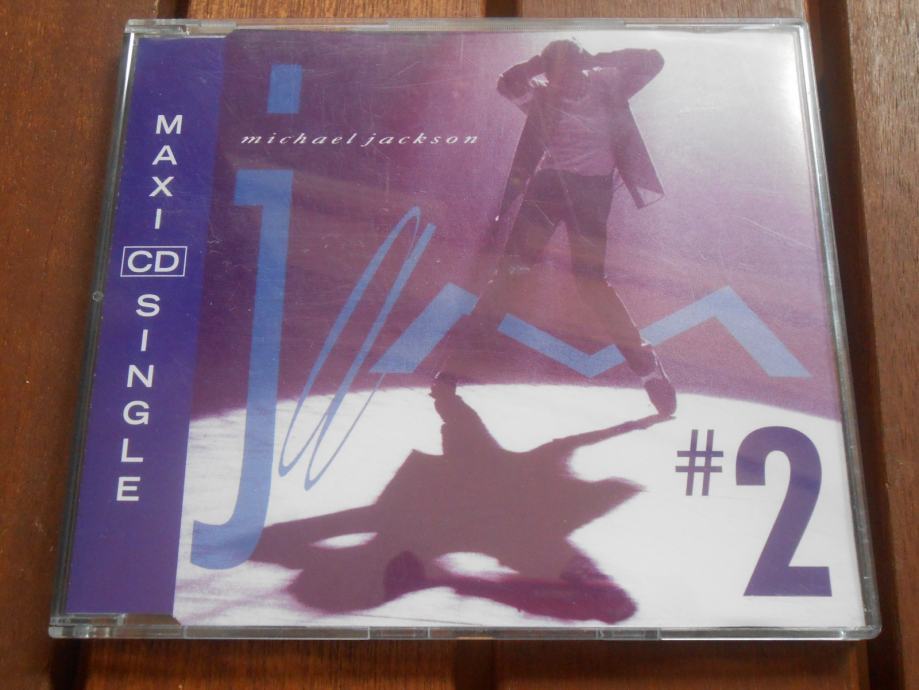 MAXI CD SINGLE
michael jackson
jam
#2